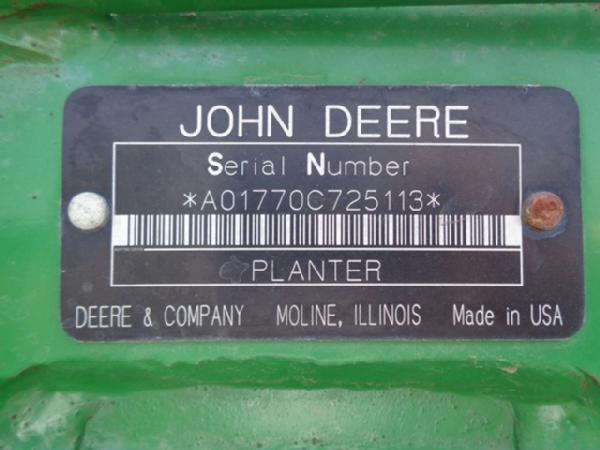 JOHN DEERE
Serial Number
*A01770C725113*
PLANTER
DEERE & COMPANY MOLINE, ILLINOIS Made in USA